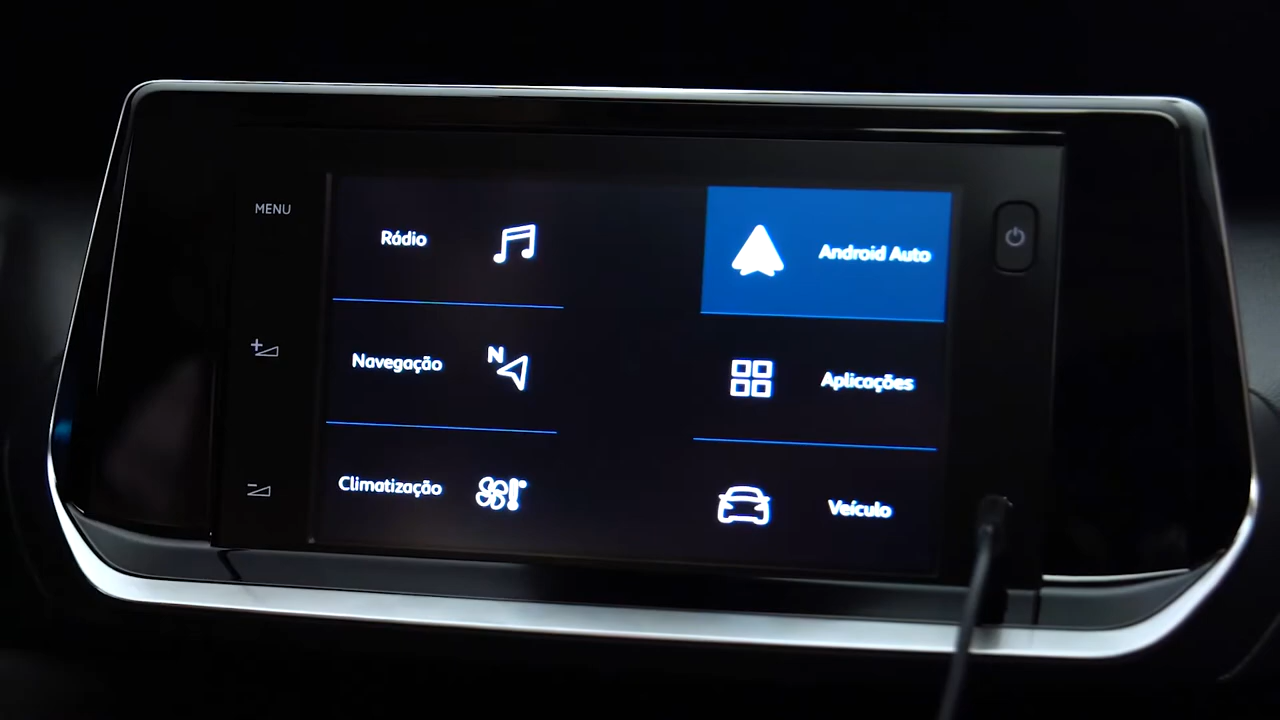 MENU
Rádio
Android Auto
Navegação
N
Aplicações
Climatização
Veículo